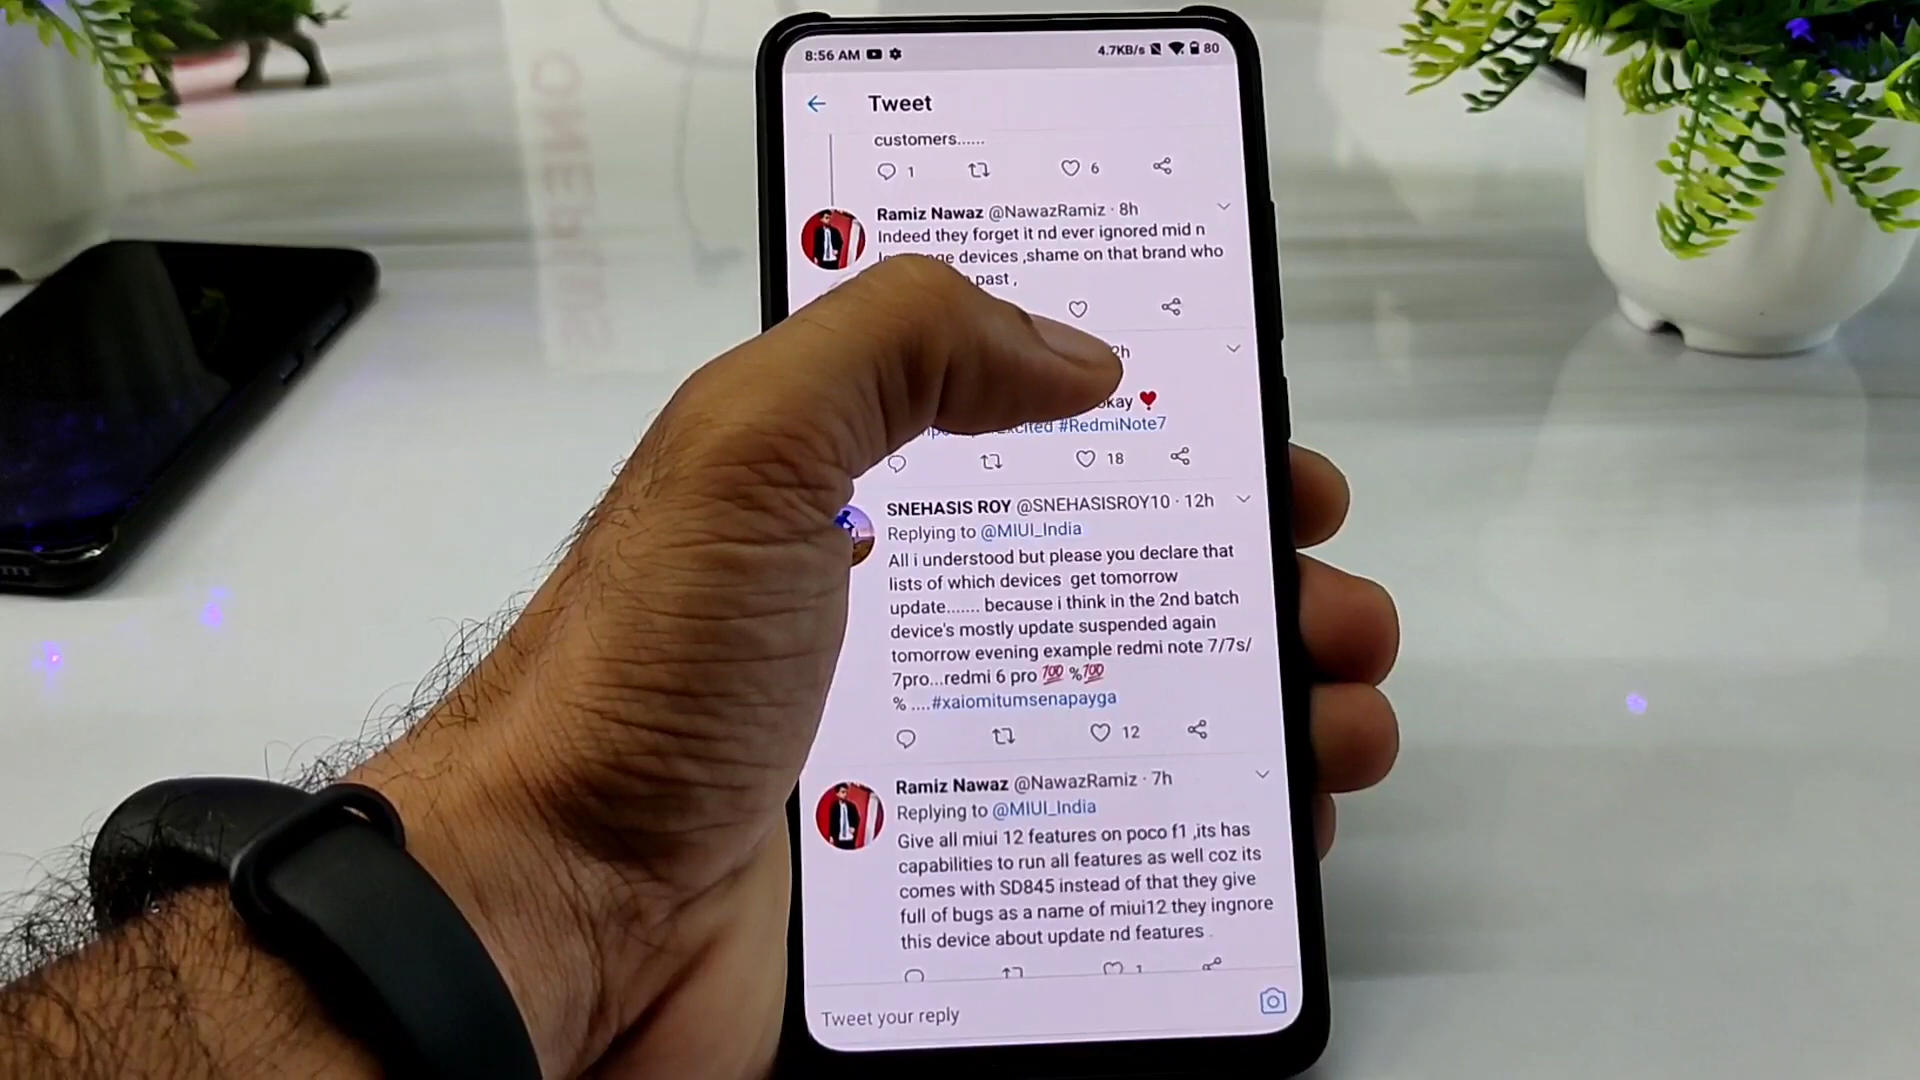 8:56 AM 4.7KB/s 80
Tweet
customers......
1 6
Ramiz Nawaz @NawazRamiz · 8h
Indeed they forget it nd ever ignored mid n
devices ,shame on that brand who
past ,
#RedmiNote7
18
SNEHASIS ROY @SNEHASISROY10 · 12h
Replying to @MIUI_India
All i understood but please you declare that
lists of which devices get tomorrow
update....... because i think in the 2nd batch
device's mostly update suspended again
tomorrow evening example redmi note 7/7s/
7pro...redmi 6 pro 💯 %💯
% ....#xaiomitumsenapayga
12
Ramiz Nawaz @NawazRamiz · 7h
Replying to @MIUI_India
Give all miui 12 features on poco f1 ,its has
capabilities to run all features as well coz its
comes with SD845 instead of that they give
full of bugs as a name of miui12 they ingnore
this device about update nd features .
1
Tweet your reply